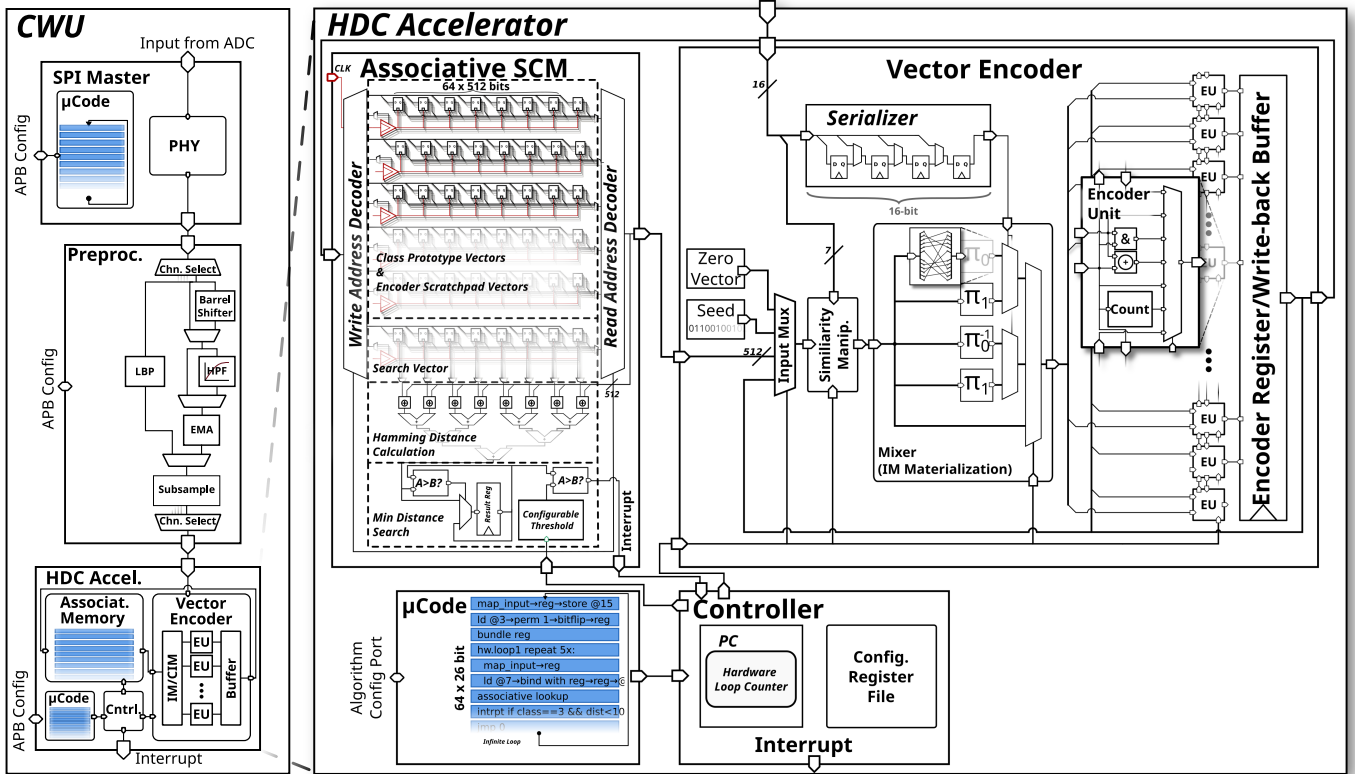 CWU
Input from ADC
SPI Master
µCode
PHY
APB Config
Preproc.
Chn. Select
Barrel
Shifter
LBP
HPF
EMA
Subsample
Chn. Select
APB Config
HDC Accel.
Associat.
Memory
Vector
Encoder
IM/CIM
EU
EU
EU
Buffer
µCode
Cntrl.
APB Config
Interrupt
HDC Accelerator
Associative SCM
CLK
64 x 512 bits
Write Address Decoder
Read Address Decoder
Class Prototype Vectors
&
Encoder Scratchpad Vectors
Search Vector
512
Hamming Distance
Calculation
Min Distance
Search
A>B?
Result Reg
A>B?
Configurable
Threshold
Interrupt
Vector Encoder
16
Serializer
D Q
D Q
D Q
D Q
16-bit
7
Zero
Vector
Seed
0110010010
512
Input Mux
Similiarity
Manip.
π0
π1
π0-1
π1
Mixer
(IM Materialization)
EU
EU
EU
Encoder
Unit
&
Count
EU
EU
EU
EU
Encoder Register/Write-back Buffer
Algorithm
Config Port
µCode
64 x 26 bit
map_input→reg→store @15
ld @3→perm 1→bitflip→reg
bundle reg
hw.loop1 repeat 5x:
map_input→reg
ld @7→bind with reg→reg→@
associative lookup
intrpt if class==3 && dist<10
jmp 0
Infinite Loop
Controller
PC
Hardware
Loop Counter
Config.
Register
File
Interrupt